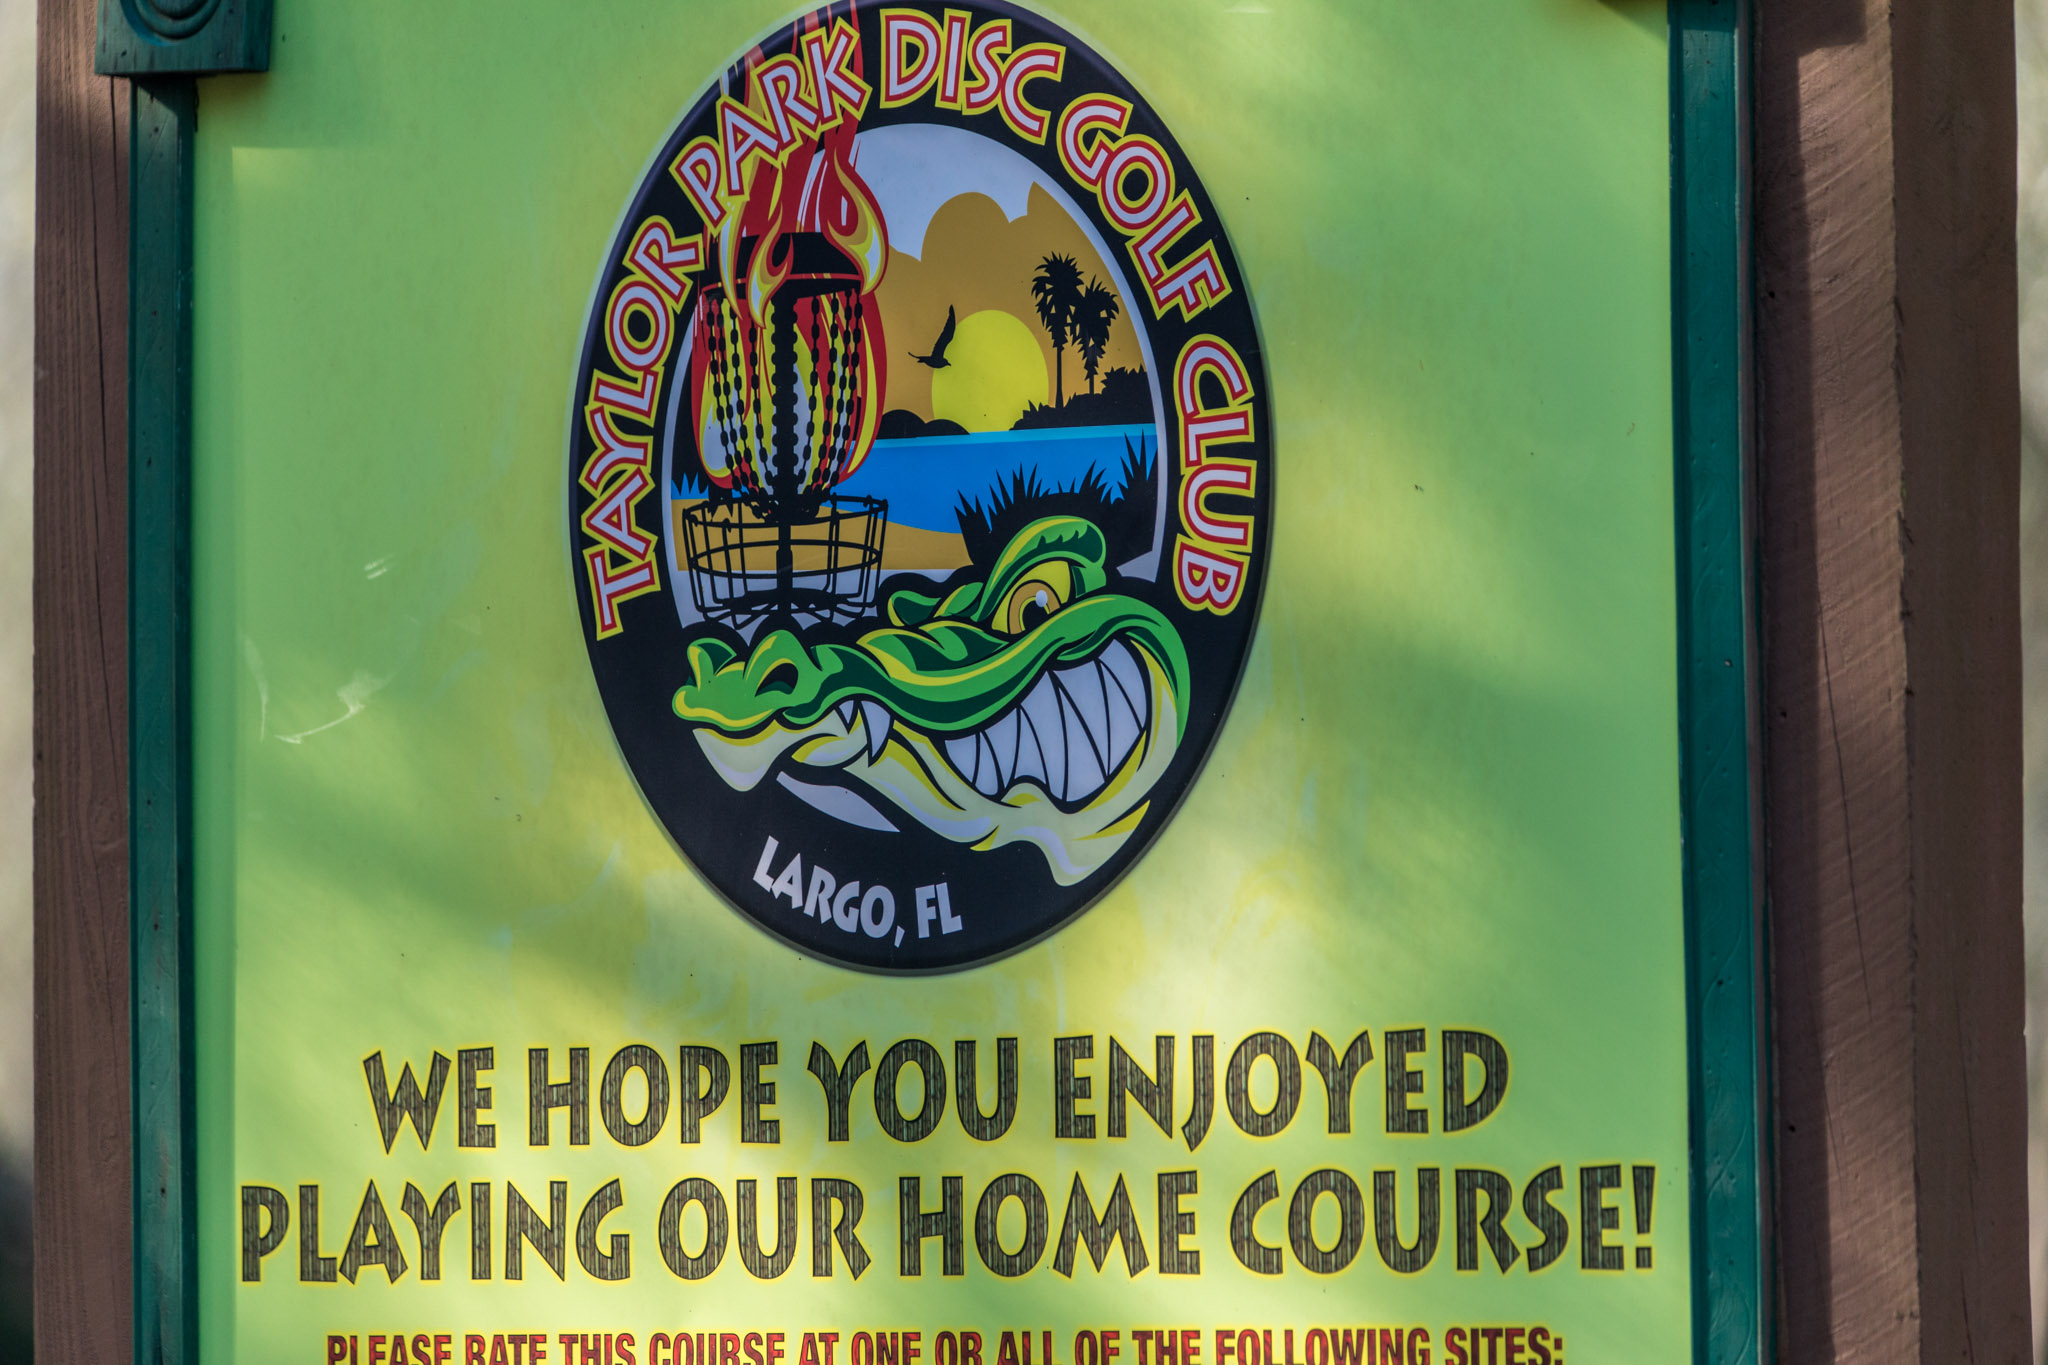 TAYLOR PARK DISC GOLF CLUB
LARGO, FL
WE HOPE YOU ENJOYED
PLAYING OUR HOME COURSE!
PLEASE RATE THIS COURSE AT ONE OR ALL OF THE FOLLOWING SITES: